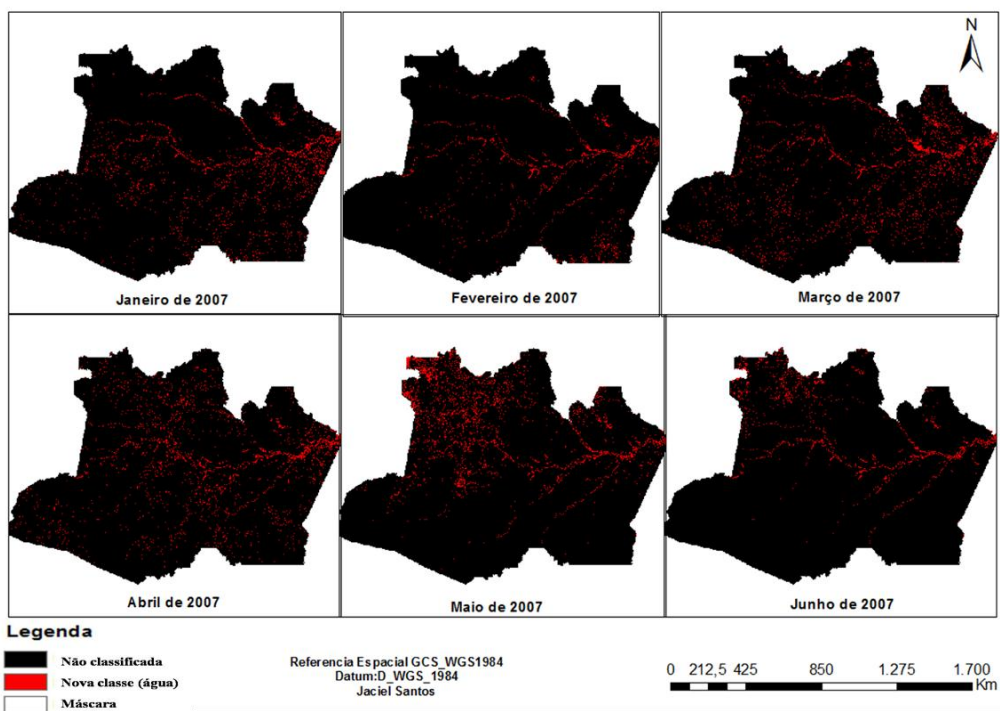 N
Janeiro de 2007
Fevereiro de 2007
Março de 2007
Abril de 2007
Maio de 2007
Junho de 2007
Legenda
Não classificada
Nova classe (água)
Máscara
Referencia Espacial GCS_WGS1984
Datum:D_WGS_1984
Jaciel Santos
0 212,5 425 850 1.275 1.700
Km